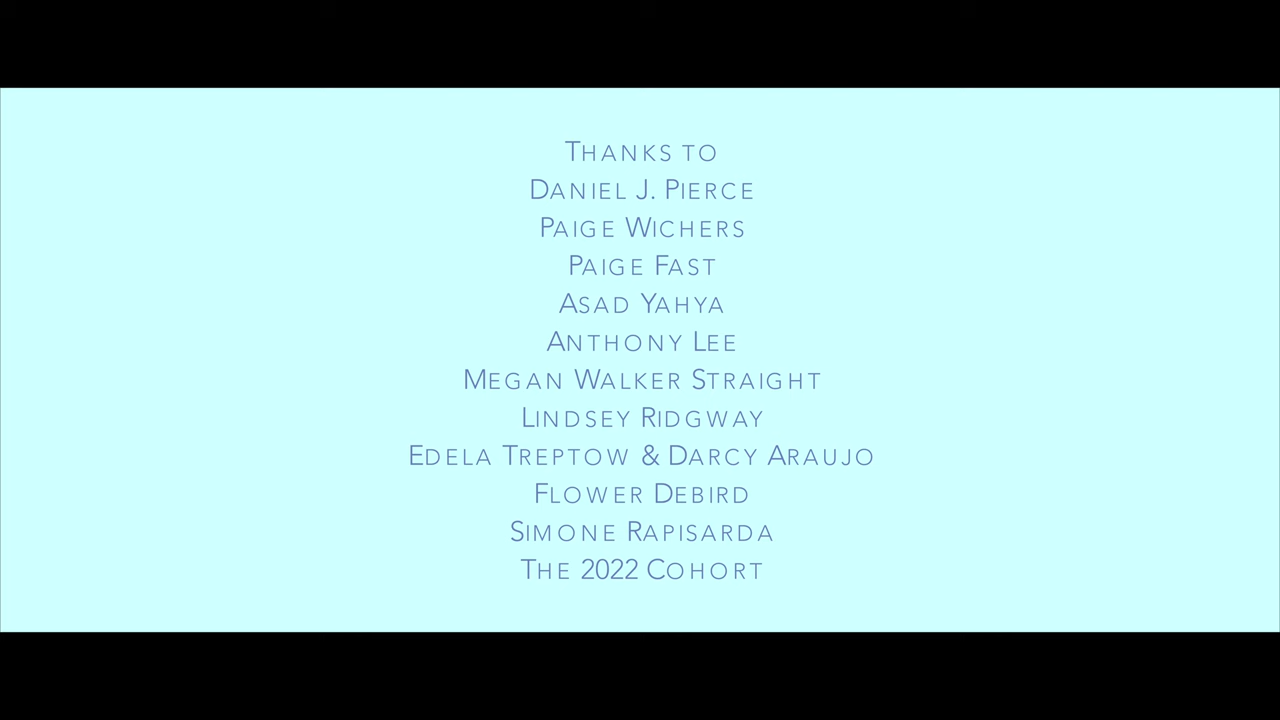 THANKS TO
DANIEL J. PIERCE
PAIGE WICHERS
PAIGE FAST
ASAD YAHYA
ANTHONY LEE
MEGAN WALKER STRAIGHT
LINDSEY RIDGWAY
EDELA TREPTOW & DARCY ARAUJO
FLOWER DEBIRD
SIMONE RAPISARDA
THE 2022 COHORT